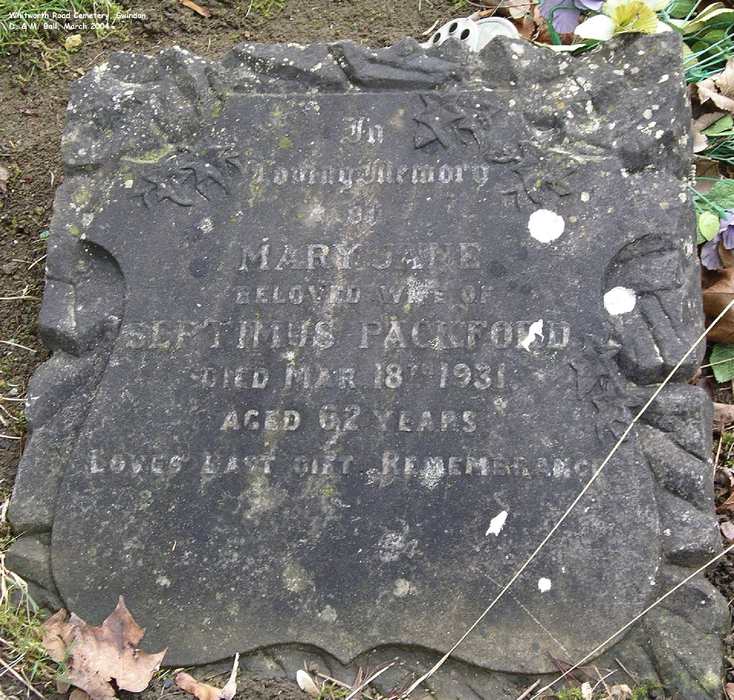 Whitworth Road Cemetery, Swindon
D. & M. Ball, March 2004
In
Loving Memory
of
MARY JANE
BELOVED WIFE OF
SEPTIMUS PACKFORD
DIED MAR 18TH 1931
AGED 62 YEARS
LOVES LAST GIFT REMEMBRANCE